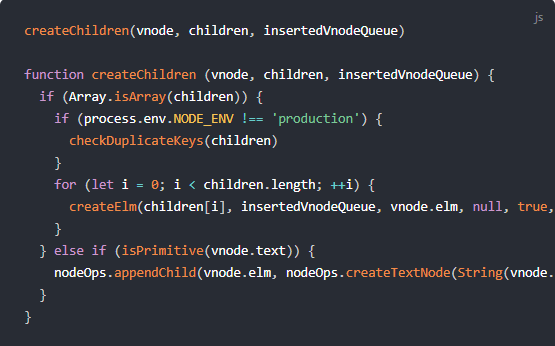 js
createChildren(vnode, children, insertedVnodeQueue)
function createChildren (vnode, children, insertedVnodeQueue) {
if (Array.isArray(children)) {
if (process.env.NODE_ENV !== 'production') {
checkDuplicateKeys(children)
}
for (let i = 0; i < children.length; ++i) {
createElm(children[i], insertedVnodeQueue, vnode.elm, null, true,
}
} else if (isPrimitive(vnode.text)) {
nodeOps.appendChild(vnode.elm, nodeOps.createTextNode(String(vnode.
}
}